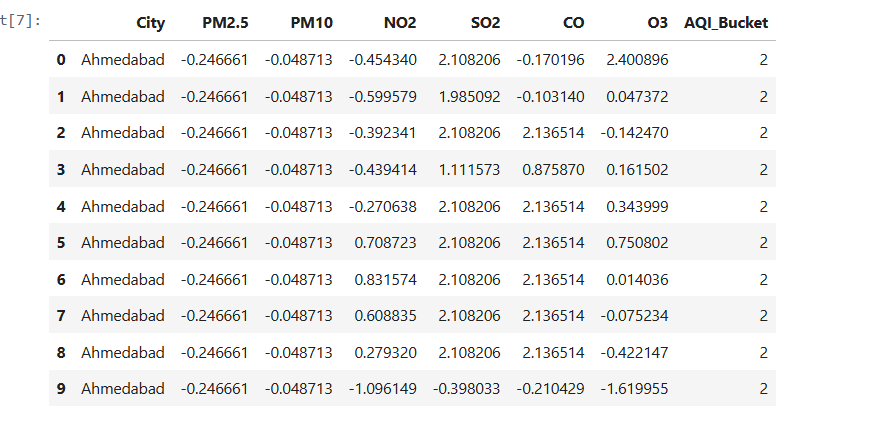 t[7]:
City PM2.5 PM10 NO2 SO2 CO O3 AQI_Bucket
0 Ahmedabad -0.246661 -0.048713 -0.454340 2.108206 -0.170196 2.400896 2
1 Ahmedabad -0.246661 -0.048713 -0.599579 1.985092 -0.103140 0.047372 2
2 Ahmedabad -0.246661 -0.048713 -0.392341 2.108206 2.136514 -0.142470 2
3 Ahmedabad -0.246661 -0.048713 -0.439414 1.111573 0.875870 0.161502 2
4 Ahmedabad -0.246661 -0.048713 -0.270638 2.108206 2.136514 0.343999 2
5 Ahmedabad -0.246661 -0.048713 0.708723 2.108206 2.136514 0.750802 2
6 Ahmedabad -0.246661 -0.048713 0.831574 2.108206 2.136514 0.014036 2
7 Ahmedabad -0.246661 -0.048713 0.608835 2.108206 2.136514 -0.075234 2
8 Ahmedabad -0.246661 -0.048713 0.279320 2.108206 2.136514 -0.422147 2
9 Ahmedabad -0.246661 -0.048713 -1.096149 -0.398033 -0.210429 -1.619955 2